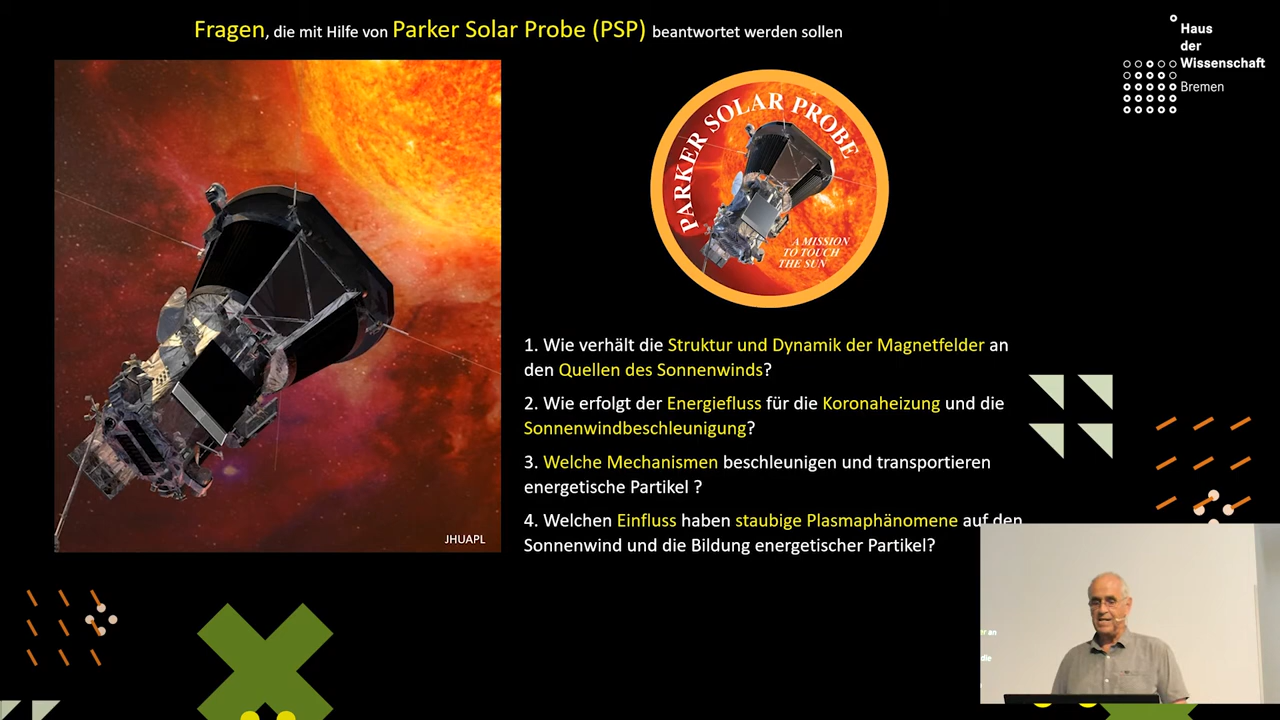 Fragen, die mit Hilfe von Parker Solar Probe (PSP) beantwortet werden sollen
Haus
der
Wissenschaft
Bremen
PARKER SOLAR PROBE
A MISSION
TO TOUCH
THE SUN
1. Wie verhält die Struktur und Dynamik der Magnetfelder an
den Quellen des Sonnenwinds?
2. Wie erfolgt der Energiefluss für die Koronaheizung und die
Sonnenwindbeschleunigung?
3. Welche Mechanismen beschleunigen und transportieren
energetische Partikel ?
4. Welchen Einfluss haben staubige Plasmaphänomene auf den
Sonnenwind und die Bildung energetischer Partikel?
JHUAPL
er an
die